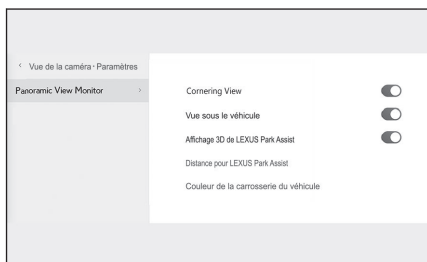 Vue de la caméra · Paramètres
Panoramic View Monitor
Cornering View
Vue sous le véhicule
Affichage 3D de LEXUS Park Assist
Distance pour LEXUS Park Assist
Couleur de la carrosserie du véhicule